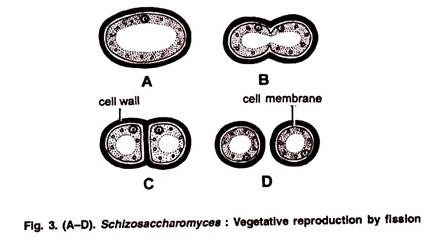 A
B
cell wall
cell membrane
C
D
Fig. 3. (A–D). Schizosaccharomyces : Vegetative reproduction by fission